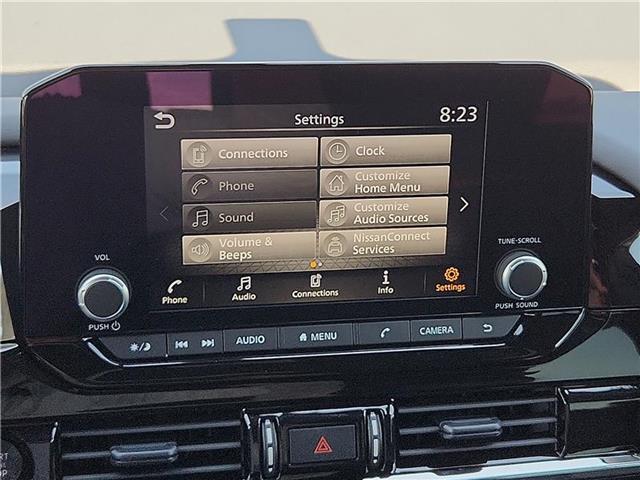 Settings
8:23
Connections
Clock
Phone
Customize
Home Menu
Sound
Customize
Audio Sources
Volume &
Beeps
NissanConnect
Services
Phone
Audio
Connections
Info
Settings
VOL
PUSH
TUNE·SCROLL
PUSH SOUND
AUDIO
MENU
CAMERA